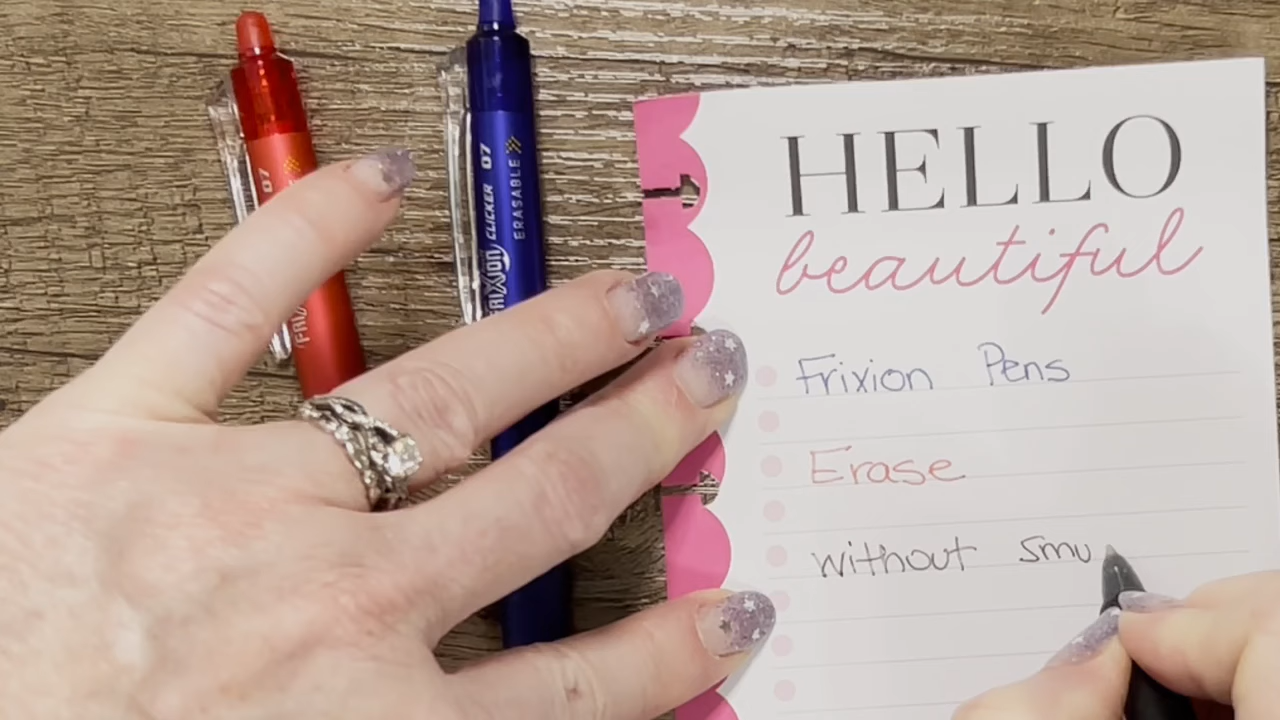 HELLO
beautiful
Frixion Pens
Erase
without smu
07
FRIXION CLICKER 07
ERASABLE